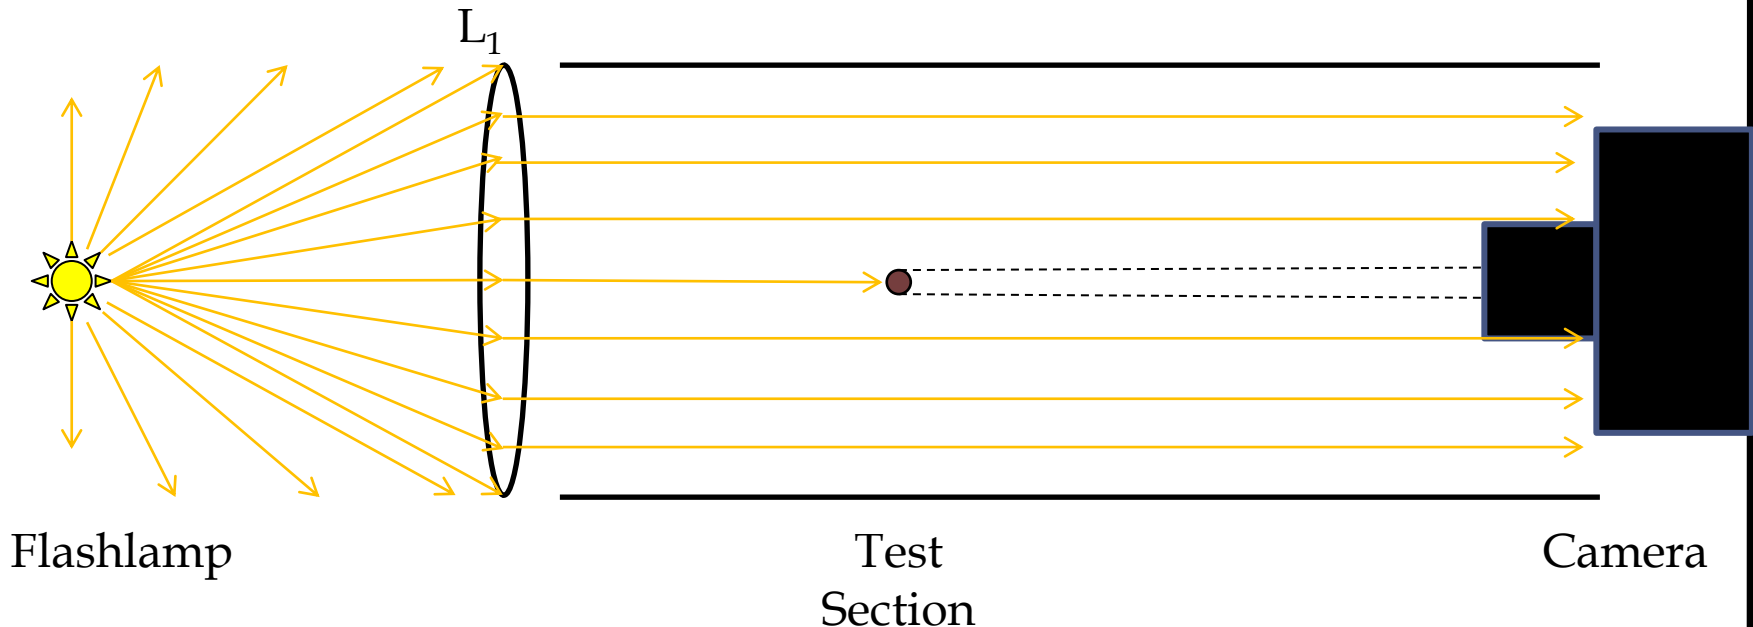 L₁
Flashlamp
Test
Section
Camera